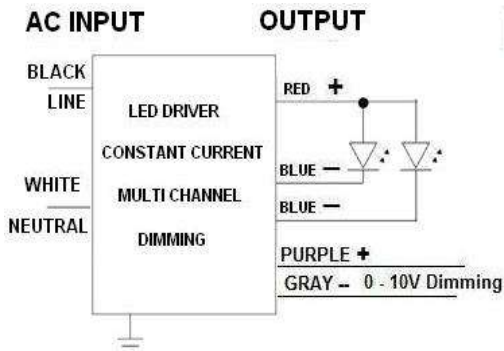 AC INPUT
OUTPUT
BLACK
LINE
WHITE
NEUTRAL
LED DRIVER
CONSTANT CURRENT
MULTI CHANNEL
DIMMING
RED +
BLUE –
BLUE –
PURPLE +
GRAY – 0 - 10V Dimming